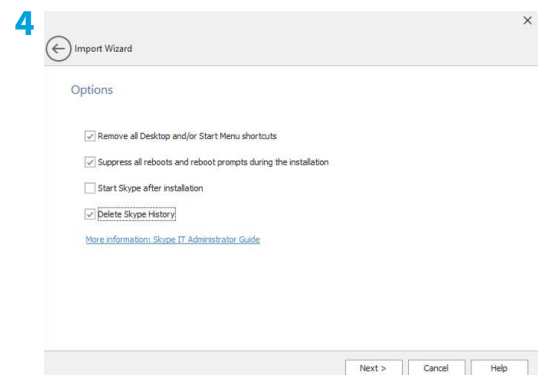 4
Import Wizard
Options
Remove all Desktop and/or Start Menu shortcuts
Suppress all reboots and reboot prompts during the installation
Start Skype after installation
Delete Skype History
More information: Skype IT Administrator Guide
Next > Cancel Help